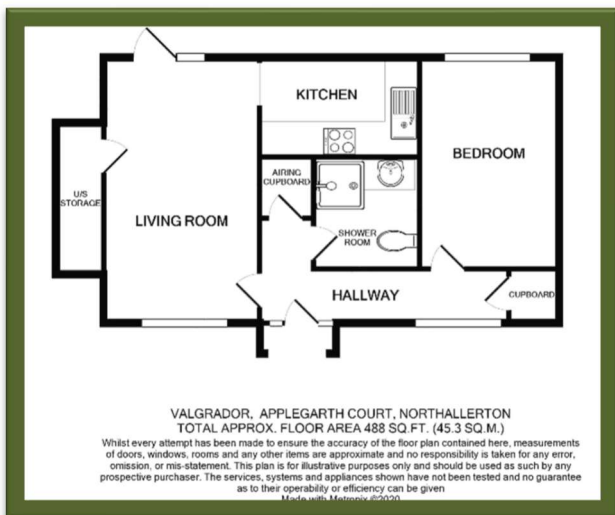 KITCHEN
BEDROOM
AIRING
CUPBOARD
U/S
STORAGE
LIVING ROOM
SHOWER
ROOM
HALLWAY
CUPBOARD
VALGRADOR, APPLEGARTH COURT, NORTHALLERTON
TOTAL APPROX. FLOOR AREA 488 SQ.FT. (45.3 SQ.M.)
Whilst every attempt has been made to ensure the accuracy of the floor plan contained here, measurements
of doors, windows, rooms and any other items are approximate and no responsibility is taken for any error,
omission, or mis-statement. This plan is for illustrative purposes only and should be used as such by any
prospective purchaser. The services, systems and appliances shown have not been tested and no guarantee
as to their operability or efficiency can be given
Made with Metropix ©2020